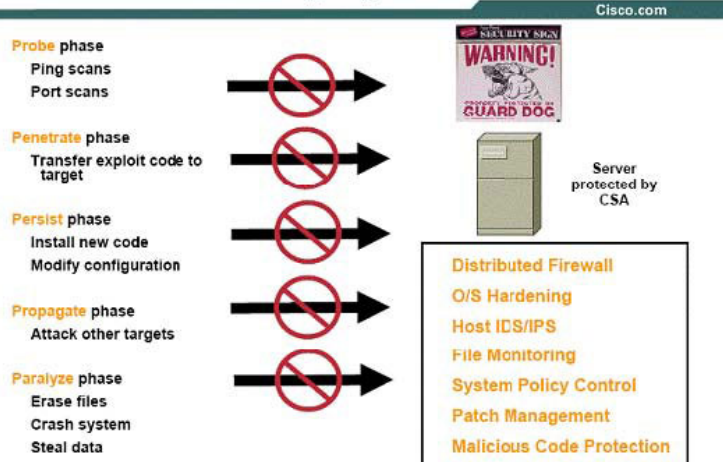 Cisco.com
Probe phase
Ping scans
Port scans
SECURITY SIGN
WARNING!
GUARD DOG
Penetrate phase
Transfer exploit code to
target
Server
protected by
CSA
Persist phase
Install new code
Modify configuration
Propagate phase
Attack other targets
Paralyze phase
Erase files
Crash system
Steal data
Distributed Firewall
O/S Hardening
Host IDS/IPS
File Monitoring
System Policy Control
Patch Management
Malicious Code Protection